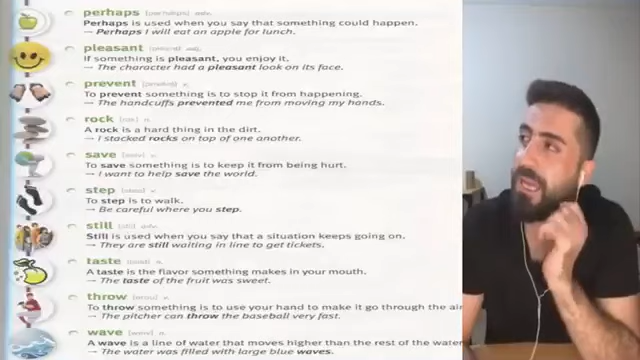 perhaps adv.
Perhaps is used when you say that something could happen.
→ Perhaps I will eat an apple for lunch.
pleasant adj.
If something is pleasant, you enjoy it.
→ The character had a pleasant look on its face.
prevent v.
To prevent something is to stop it from happening.
→ The handcuffs prevented me from moving my hands.
rock n.
A rock is a hard thing in the dirt.
→ I stacked rocks on top of one another.
save v.
To save something is to keep it from being hurt.
→ I want to help save the world.
step v.
To step is to walk.
→ Be careful where you step.
still adv.
Still is used when you say that a situation keeps going on.
→ They are still waiting in line to get tickets.
taste n.
A taste is the flavor something makes in your mouth.
→ The taste of the fruit was sweet.
throw v.
To throw something is to use your hand to make it go through the air
→ The pitcher can throw the baseball very fast.
wave n.
A wave is a line of water that moves higher than the rest of the water
→ The water was filled with large blue waves.